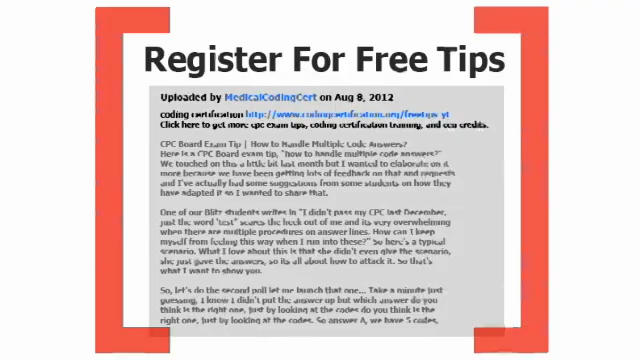 Register For Free Tips
Uploaded by MedicalCodingCert on Aug 8, 2012
coding certification http://www.codingcertification.org/freetips-yt
Click here to get more cpc exam tips, coding certification training, and ceu credits.
CPC Board Exam Tip | How to Handle Multiple Code Answers?
Here is a CPC Board exam tip, "how to handle multiple code answers?"
We touched on this a little bit last month but I wanted to elaborate on it
more because we have been getting lots of feedback on that and requests
and I've actually had some suggestions from some students on how they
have adapted it so I wanted to share that.
One of our Blitz students writes in "I didn't pass my CPC last December,
just the word 'test' scares the heck out of me and its very overwhelming
when there are multiple procedures on answer lines. How can I keep
myself from feeling this way when I run into these?" So here's a typical
scenario. What I love about this is that she didn't even give the scenario,
she just gave the answers, so its all about how to attack it. So that's
what I want to show you.
So, let's do the second poll let me launch that one... Take a minute just
guessing, I know I didn't put the answer up but which answer do you
think is the right one, just by looking at the codes do you think is the
right one, just by looking at the codes. So answer A, we have 5 codes,